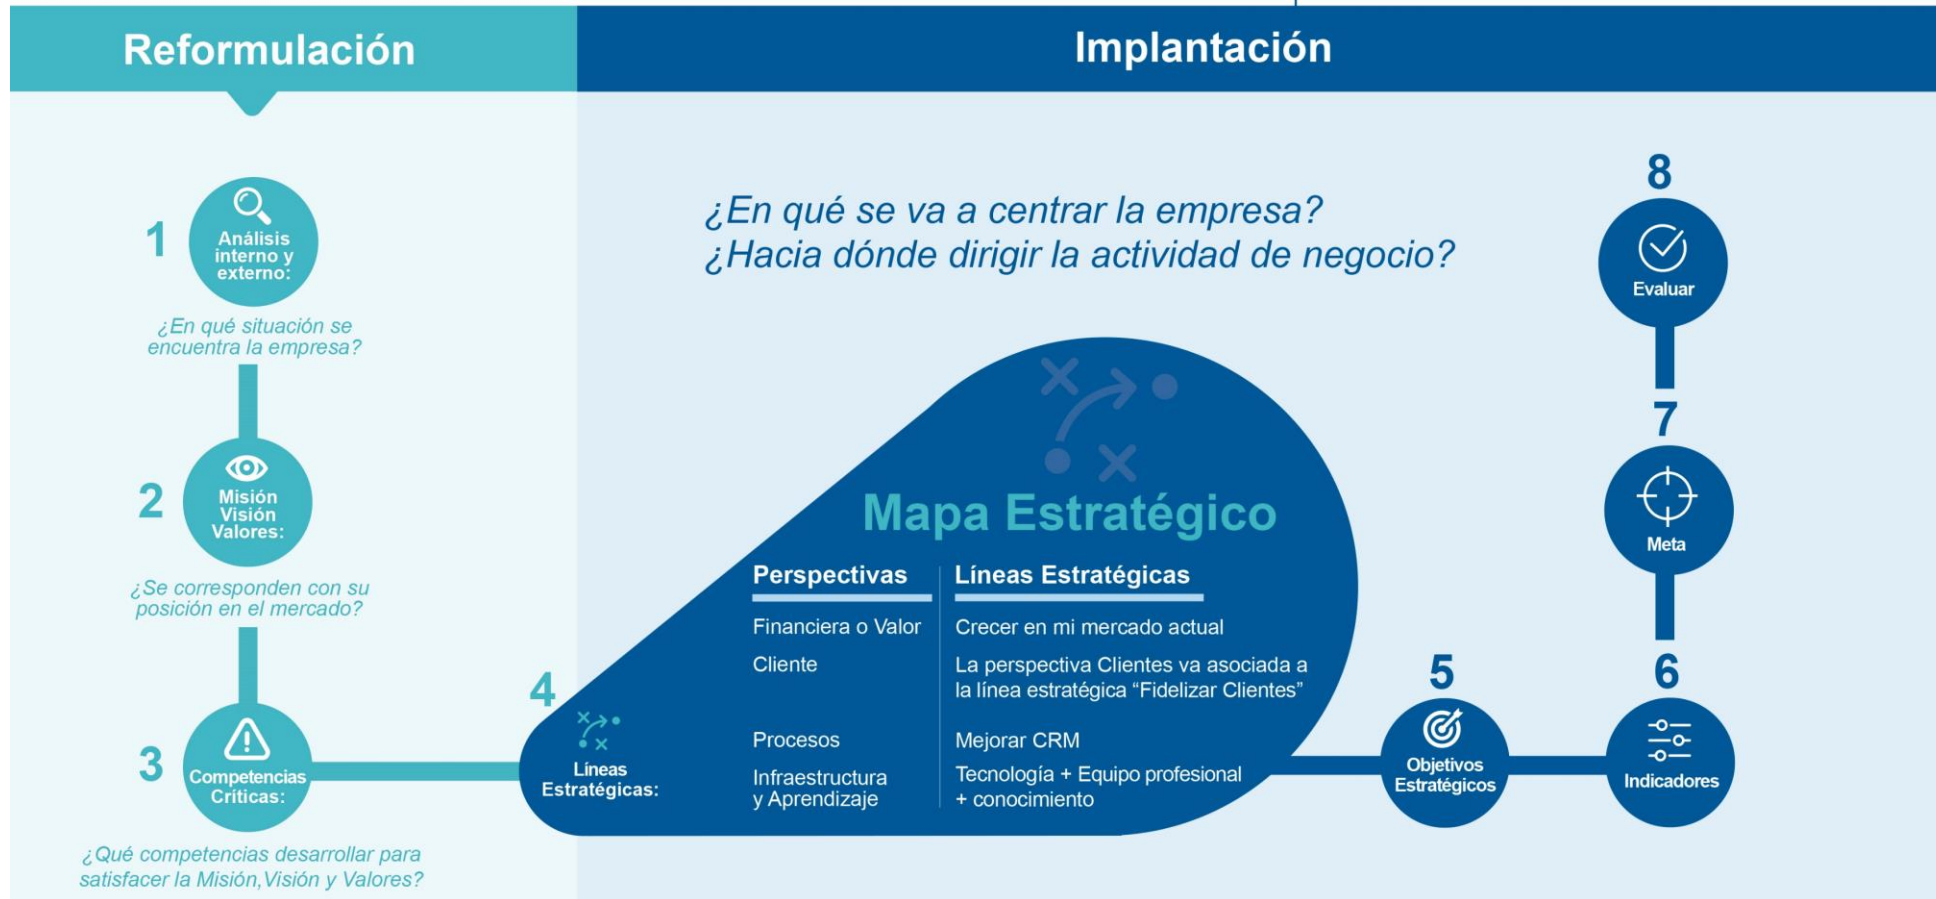 Reformulación
Implantación
1
Análisis
interno y
externo:
¿En qué situación se
encuentra la empresa?
2
Misión
Visión
Valores:
¿Se corresponden con su
posición en el mercado?
3
Competencias
Críticas:
¿Qué competencias desarrollar para
satisfacer la Misión,Visión y Valores?
4
Líneas
Estratégicas:
¿En qué se va a centrar la empresa?
¿Hacia dónde dirigir la actividad de negocio?
Mapa Estratégico
Perspectivas
Líneas Estratégicas
Financiera o Valor
Crecer en mi mercado actual
Cliente
La perspectiva Clientes va asociada a
la línea estratégica “Fidelizar Clientes”
Procesos
Mejorar CRM
Infraestructura
y Aprendizaje
Tecnología + Equipo profesional
+ conocimiento
5
Objetivos
Estratégicos
6
Indicadores
7
Meta
8
Evaluar